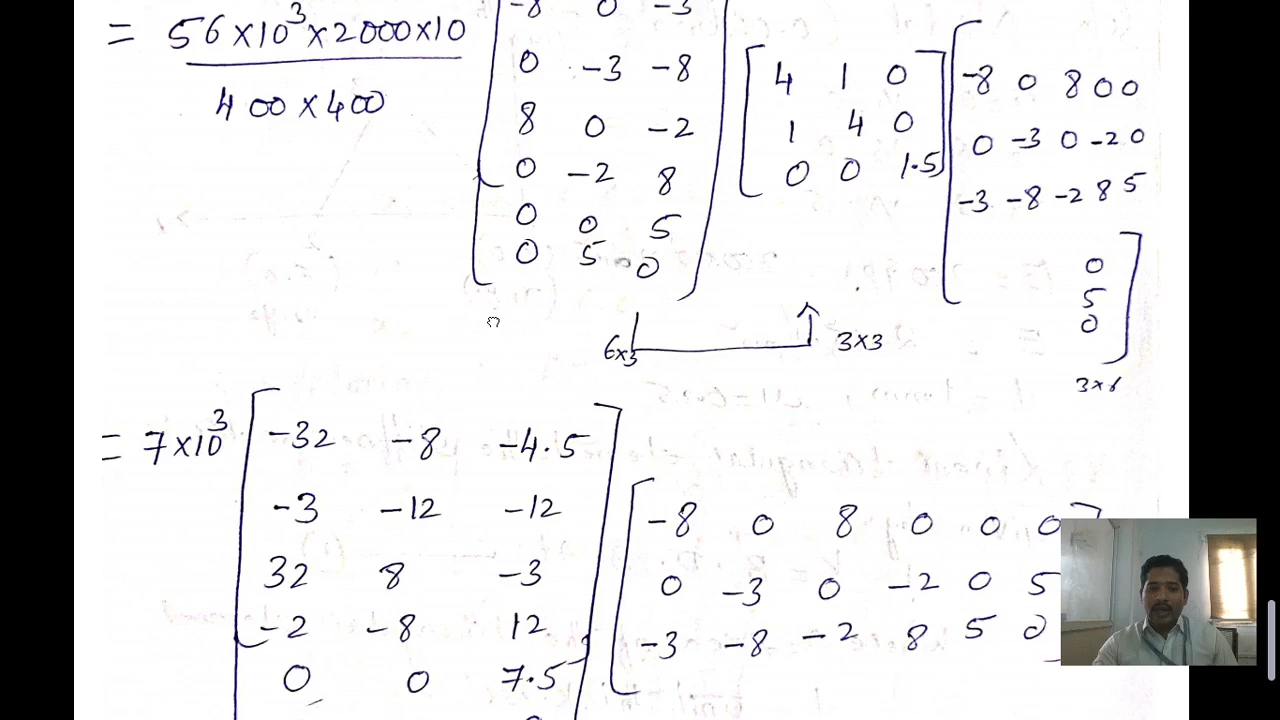 = 56×10³×2000×10 / 400×400
-8 0 -3
0 -3 -8
8 0 -2
0 -2 8
0 0 5
0 5 0
4 1 0
1 4 0
0 0 1.5
-8 0 8 0 0
0 -3 0 -2 0
-3 -8 -2 8 5
0
5
0
6×3
3×3
= 7×10³
-32 -8 -4.5
-3 -12 -12
32 8 -3
-2 -8 12
0 0 7.5
-8 0 8 0 0 0
0 -3 0 -2 0 5
-3 -8 -2 8 5 0